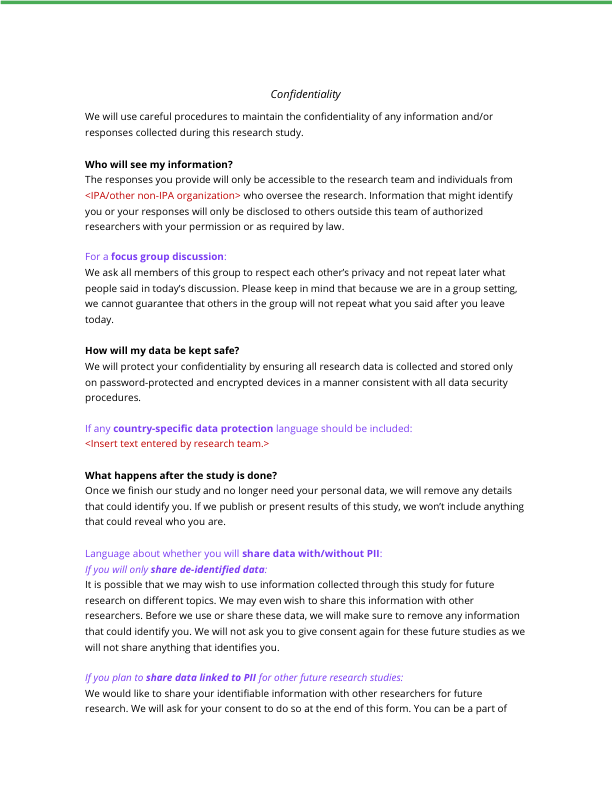 Confidentiality
We will use careful procedures to maintain the confidentiality of any information and/or
responses collected during this research study.
Who will see my information?
The responses you provide will only be accessible to the research team and individuals from
<IPA/other non-IPA organization> who oversee the research. Information that might identify
you or your responses will only be disclosed to others outside this team of authorized
researchers with your permission or as required by law.
For a focus group discussion:
We ask all members of this group to respect each other’s privacy and not repeat later what
people said in today’s discussion. Please keep in mind that because we are in a group setting,
we cannot guarantee that others in the group will not repeat what you said after you leave
today.
How will my data be kept safe?
We will protect your confidentiality by ensuring all research data is collected and stored only
on password-protected and encrypted devices in a manner consistent with all data security
procedures.
If any country-specific data protection language should be included:
<Insert text entered by research team.>
What happens after the study is done?
Once we finish our study and no longer need your personal data, we will remove any details
that could identify you. If we publish or present results of this study, we won’t include anything
that could reveal who you are.
Language about whether you will share data with/without PII:
If you will only share de-identified data:
It is possible that we may wish to use information collected through this study for future
research on different topics. We may even wish to share this information with other
researchers. Before we use or share these data, we will make sure to remove any information
that could identify you. We will not ask you to give consent again for these future studies as we
will not share anything that identifies you.
If you plan to share data linked to PII for other future research studies:
We would like to share your identifiable information with other researchers for future
research. We will ask for your consent to do so at the end of this form. You can be a part of